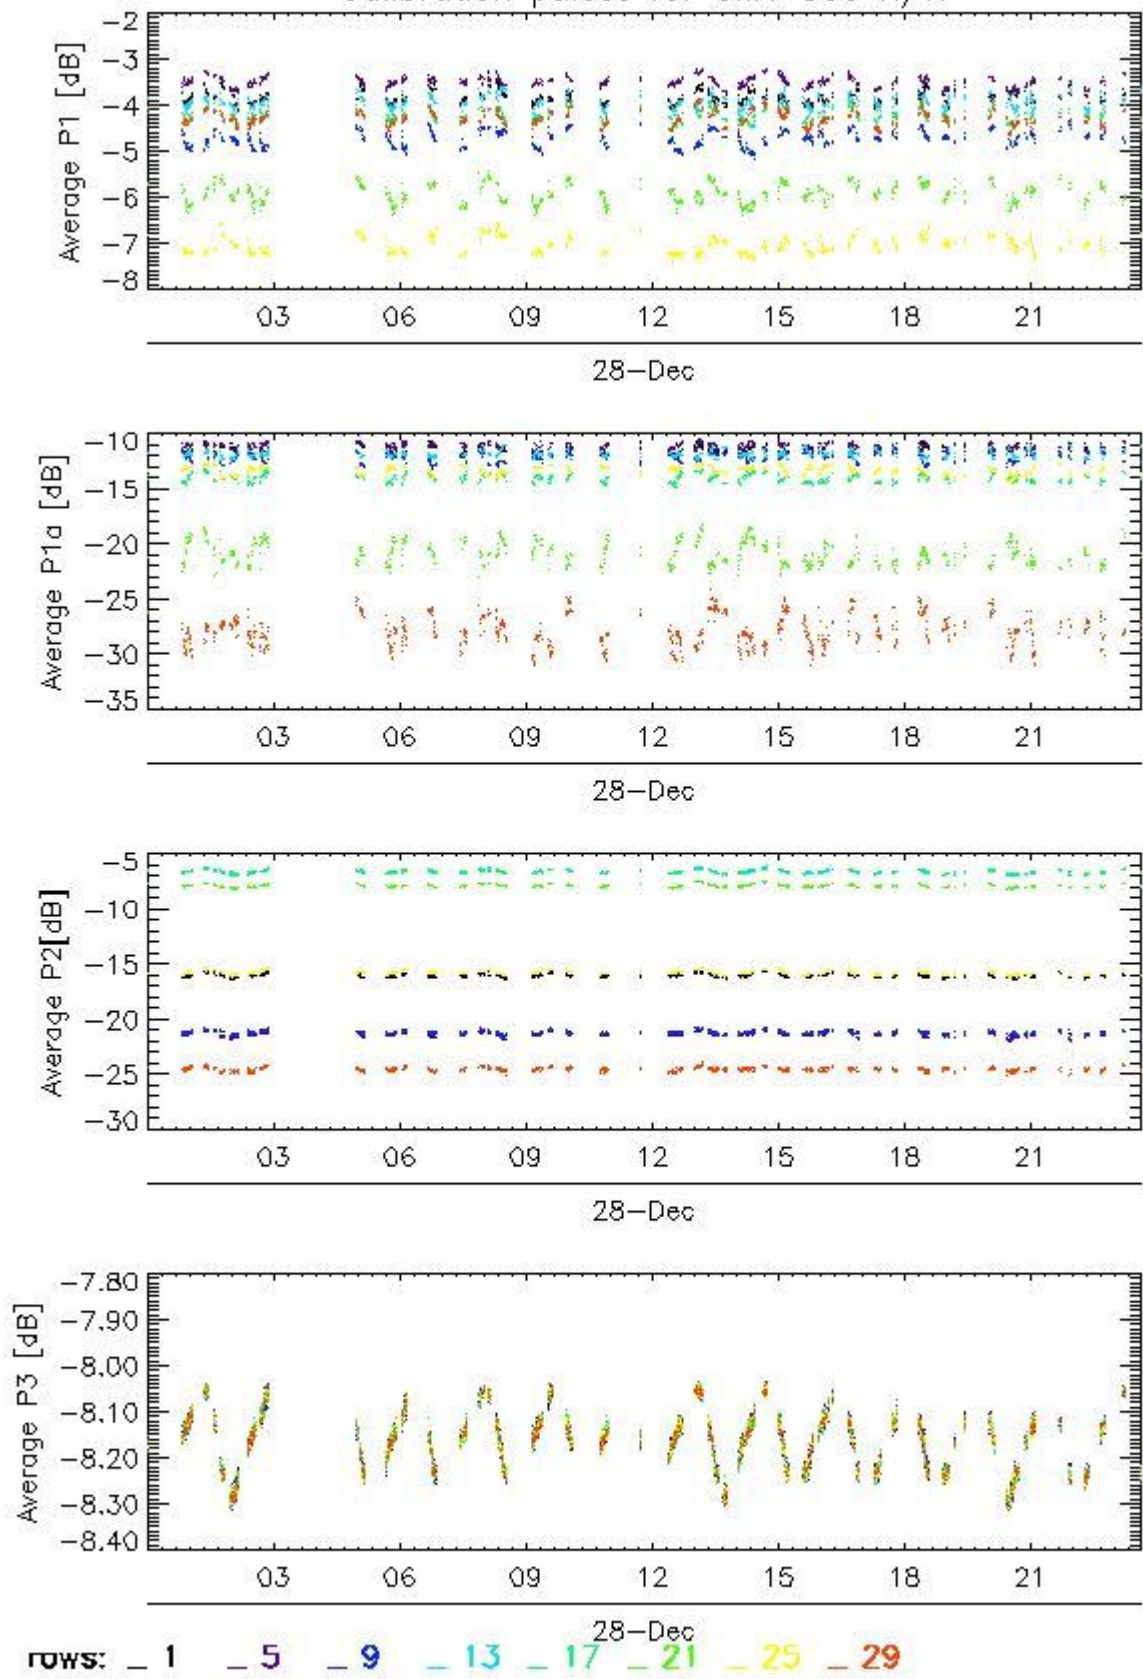 -2
-3
-4
-5
-6
-7
-8
Average P1 [dB]
03 06 09 12 15 18 21
28-Dec
-10
-15
-20
-25
-30
-35
Average P1a [dB]
03 06 09 12 15 18 21
28-Dec
-5
-10
-15
-20
-25
-30
Average P2[dB]
03 06 09 12 15 18 21
28-Dec
-7.80
-7.90
-8.00
-8.10
-8.20
-8.30
-8.40
Average P3 [dB]
03 06 09 12 15 18 21
28-Dec
rows: _ 1 _ 5 _ 9 _ 13 _ 17 _ 21 _ 25 _ 29